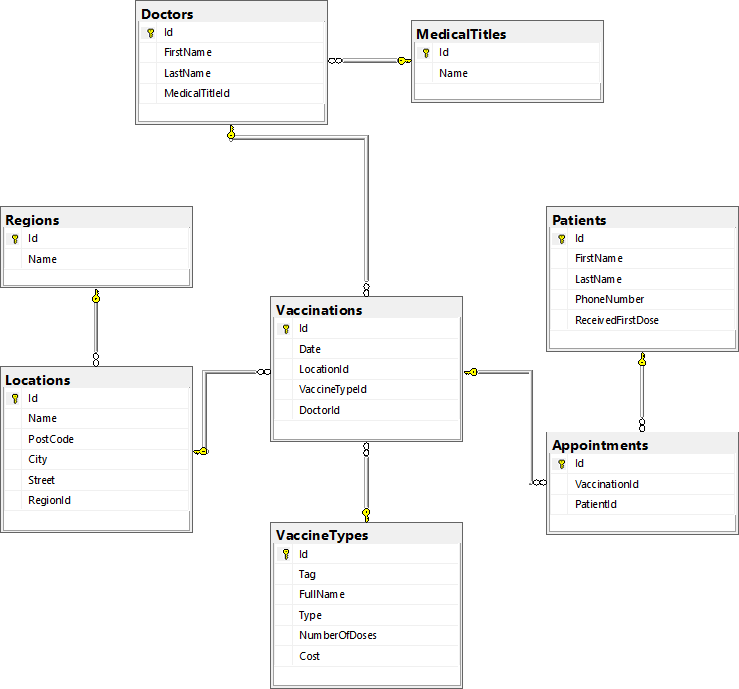 Doctors
Id
FirstName
LastName
MedicalTitleId
MedicalTitles
Id
Name
Regions
Id
Name
Patients
Id
FirstName
LastName
PhoneNumber
ReceivedFirstDose
Vaccinations
Id
Date
LocationId
VaccineTypeId
DoctorId
Locations
Id
Name
PostCode
City
Street
RegionId
Appointments
Id
VaccinationId
PatientId
VaccineTypes
Id
Tag
FullName
Type
NumberOfDoses
Cost